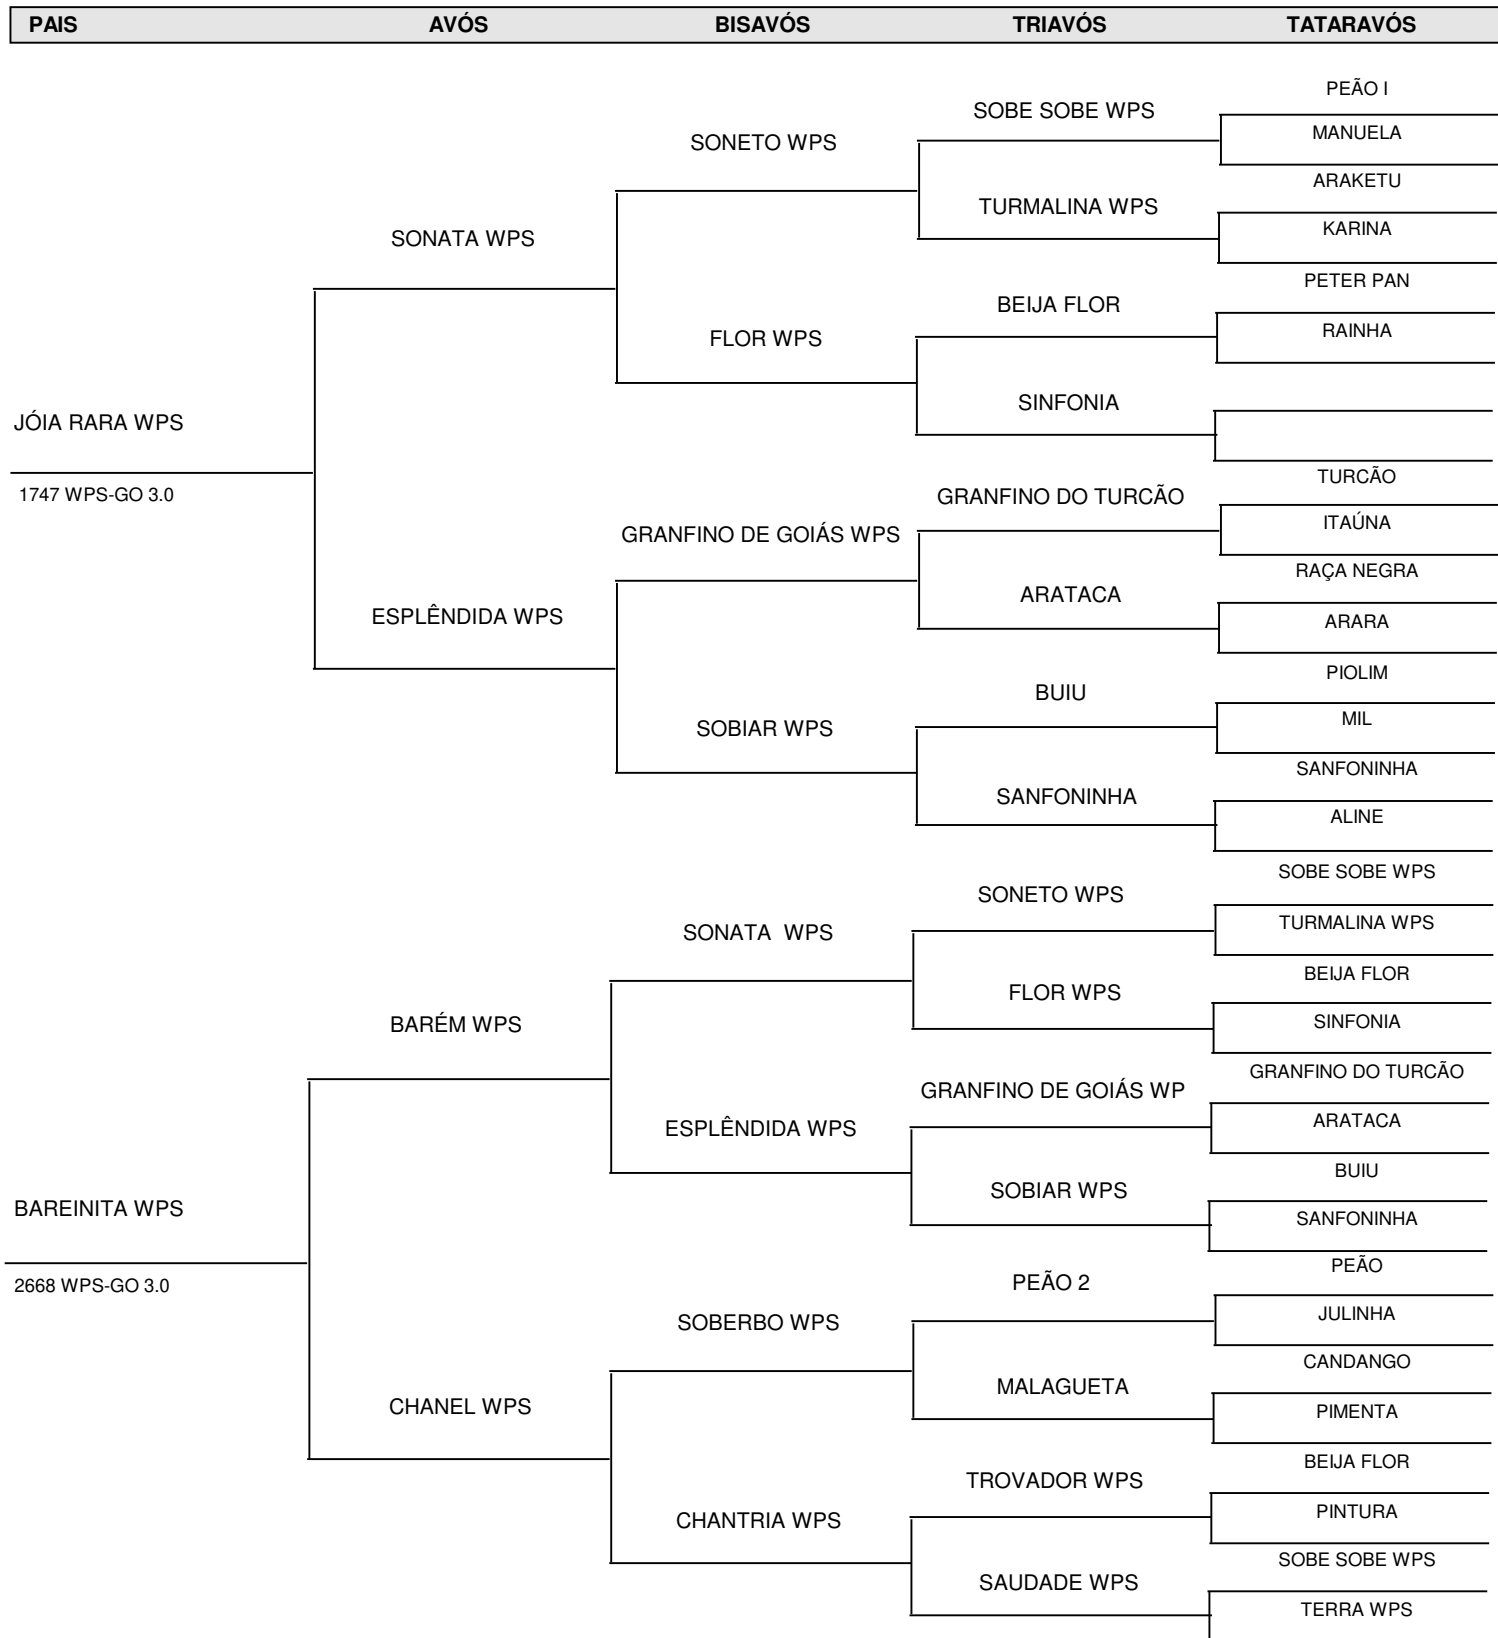 PAIS AVÓS BISAVÓS TRIAVÓS TATARAVÓS
PEÃO I
SOBE SOBE WPS
MANUELA
SONETO WPS
ARAKETU
TURMALINA WPS
KARINA
SONATA WPS
PETER PAN
BEIJA FLOR
RAINHA
FLOR WPS
SINFONIA
JÓIA RARA WPS
1747 WPS-GO 3.0
TURCÃO
GRANFINO DO TURCÃO
ITAÚNA
GRANFINO DE GOIÁS WPS
RAÇA NEGRA
ARATACA
ARARA
ESPLÊNDIDA WPS
PIOLIM
BUIU
MIL
SOBIAR WPS
SANFONINHA
SANFONINHA
ALINE
SOBE SOBE WPS
SONETO WPS
TURMALINA WPS
SONATA WPS
BEIJA FLOR
FLOR WPS
SINFONIA
BARÉM WPS
GRANFINO DO TURCÃO
GRANFINO DE GOIÁS WP
ARATACA
ESPLÊNDIDA WPS
BUIU
SOBIAR WPS
SANFONINHA
BAREINITA WPS
2668 WPS-GO 3.0
PEÃO
PEÃO 2
JULINHA
SOBERBO WPS
CANDANGO
MALAGUETA
PIMENTA
CHANEL WPS
BEIJA FLOR
TROVADOR WPS
PINTURA
CHANTRIA WPS
SOBE SOBE WPS
SAUDADE WPS
TERRA WPS